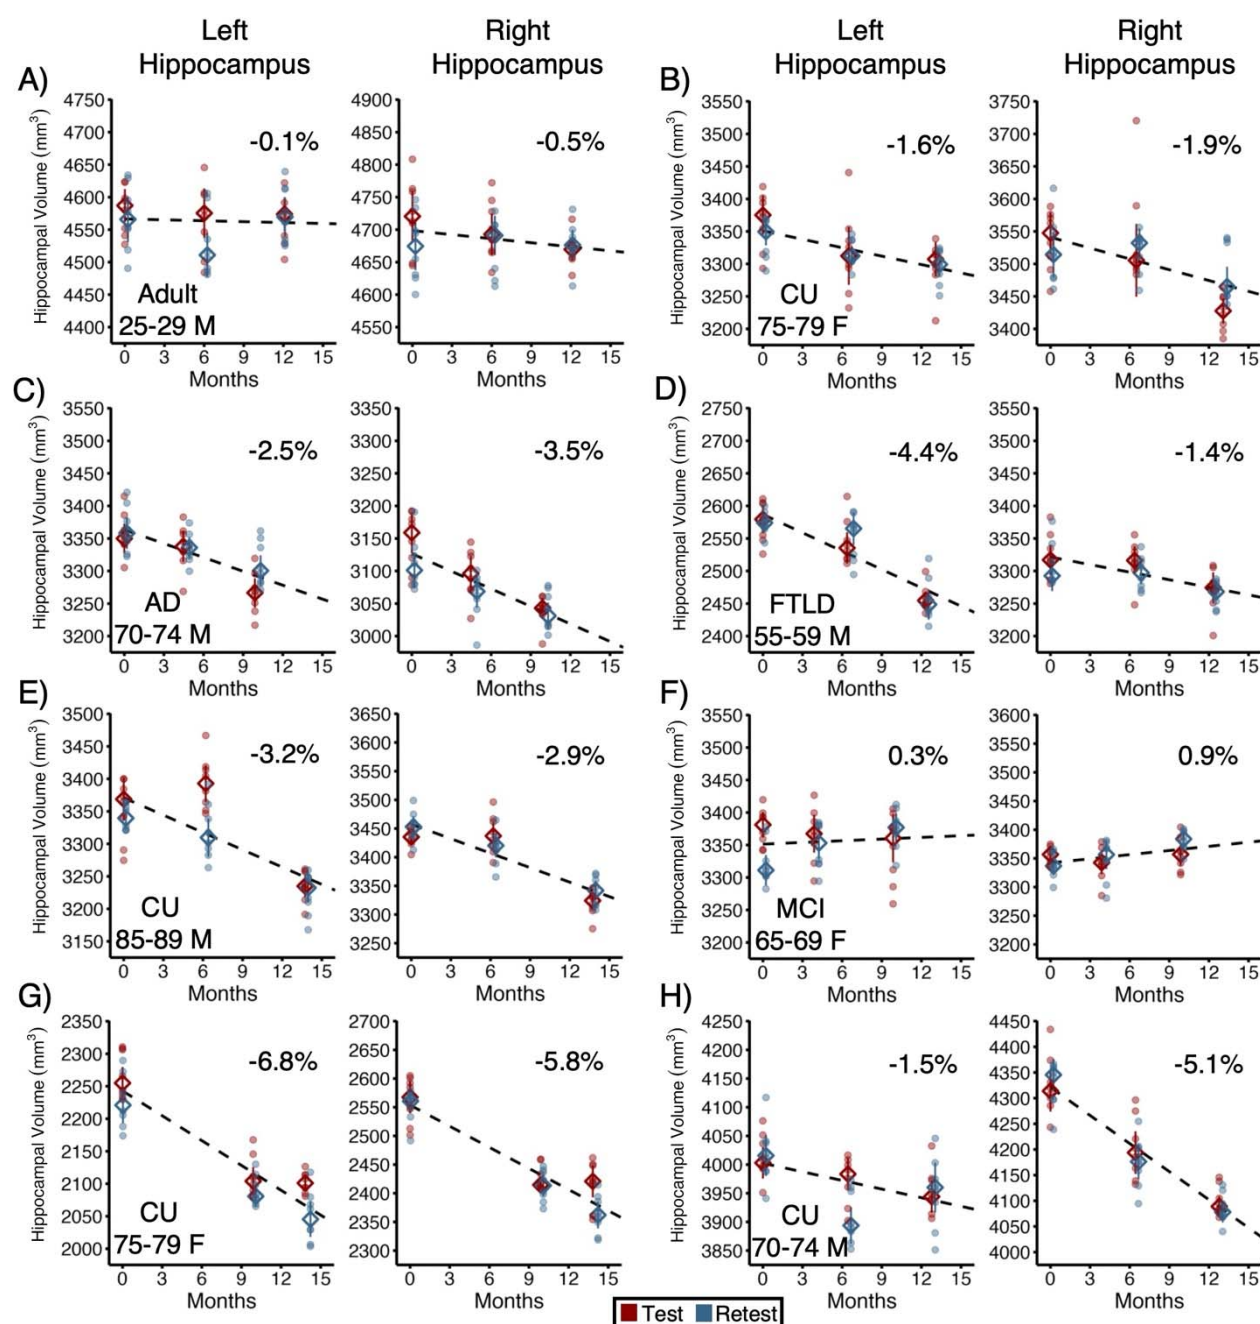 Left
Hippocampus
Right
Hippocampus
Left
Hippocampus
Right
Hippocampus
A)
Hippocampal Volume (mm³)
4750
4700
4650
4600
4550
4500
4450
4400
-0.1%
Adult
25-29 M
0 3 6 9 12 15
Months
4900
4850
4800
4750
4700
4650
4600
4550
-0.5%
0 3 6 9 12 15
Months
B)
Hippocampal Volume (mm³)
3550
3500
3450
3400
3350
3300
3250
3200
-1.6%
CU
75-79 F
0 3 6 9 12 15
Months
3750
3700
3650
3600
3550
3500
3450
3400
-1.9%
0 3 6 9 12 15
Months
C)
Hippocampal Volume (mm³)
3550
3500
3450
3400
3350
3300
3250
3200
-2.5%
AD
70-74 M
0 3 6 9 12 15
Months
3350
3300
3250
3200
3150
3100
3050
3000
-3.5%
0 3 6 9 12 15
Months
D)
Hippocampal Volume (mm³)
2750
2700
2650
2600
2550
2500
2450
2400
-4.4%
FTLD
55-59 M
0 3 6 9 12 15
Months
3550
3500
3450
3400
3350
3300
3250
3200
-1.4%
0 3 6 9 12 15
Months
E)
Hippocampal Volume (mm³)
3500
3450
3400
3350
3300
3250
3200
3150
-3.2%
CU
85-89 M
0 3 6 9 12 15
Months
3650
3600
3550
3500
3450
3400
3350
3300
3250
-2.9%
0 3 6 9 12 15
Months
F)
Hippocampal Volume (mm³)
3550
3500
3450
3400
3350
3300
3250
3200
0.3%
MCI
65-69 F
0 3 6 9 12 15
Months
3600
3550
3500
3450
3400
3350
3300
3250
3200
0.9%
0 3 6 9 12 15
Months
G)
Hippocampal Volume (mm³)
2350
2300
2250
2200
2150
2100
2050
2000
-6.8%
CU
75-79 F
0 3 6 9 12 15
Months
2700
2650
2600
2550
2500
2450
2400
2350
2300
-5.8%
0 3 6 9 12 15
Months
H)
Hippocampal Volume (mm³)
4250
4200
4150
4100
4050
4000
3950
3900
3850
-1.5%
CU
70-74 M
0 3 6 9 12 15
Months
4450
4400
4350
4300
4250
4200
4150
4100
4050
4000
-5.1%
0 3 6 9 12 15
Months
Test Retest